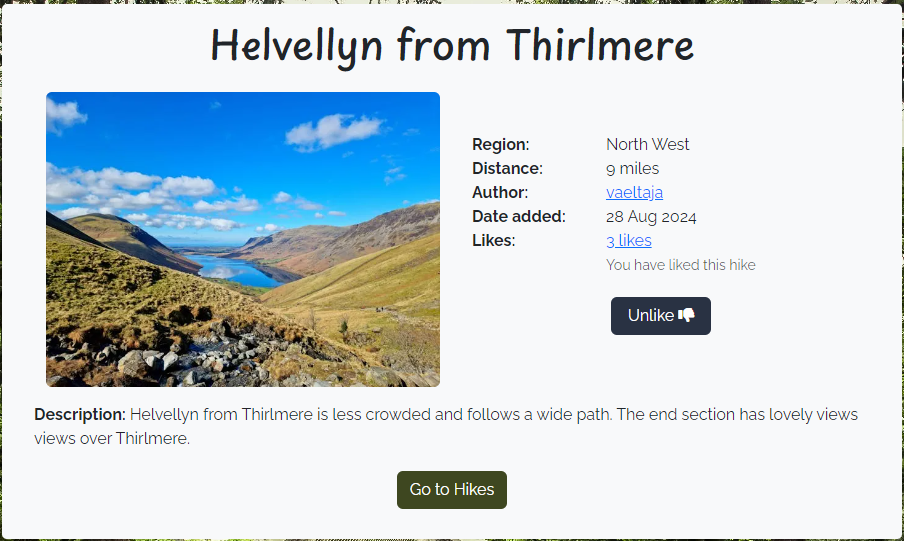 Helvellyn from Thirlmere
Region: North West
Distance: 9 miles
Author: vaeltaja
Date added: 28 Aug 2024
Likes: 3 likes
You have liked this hike
Unlike
Description: Helvellyn from Thirlmere is less crowded and follows a wide path. The end section has lovely views
views over Thirlmere.
Go to Hikes